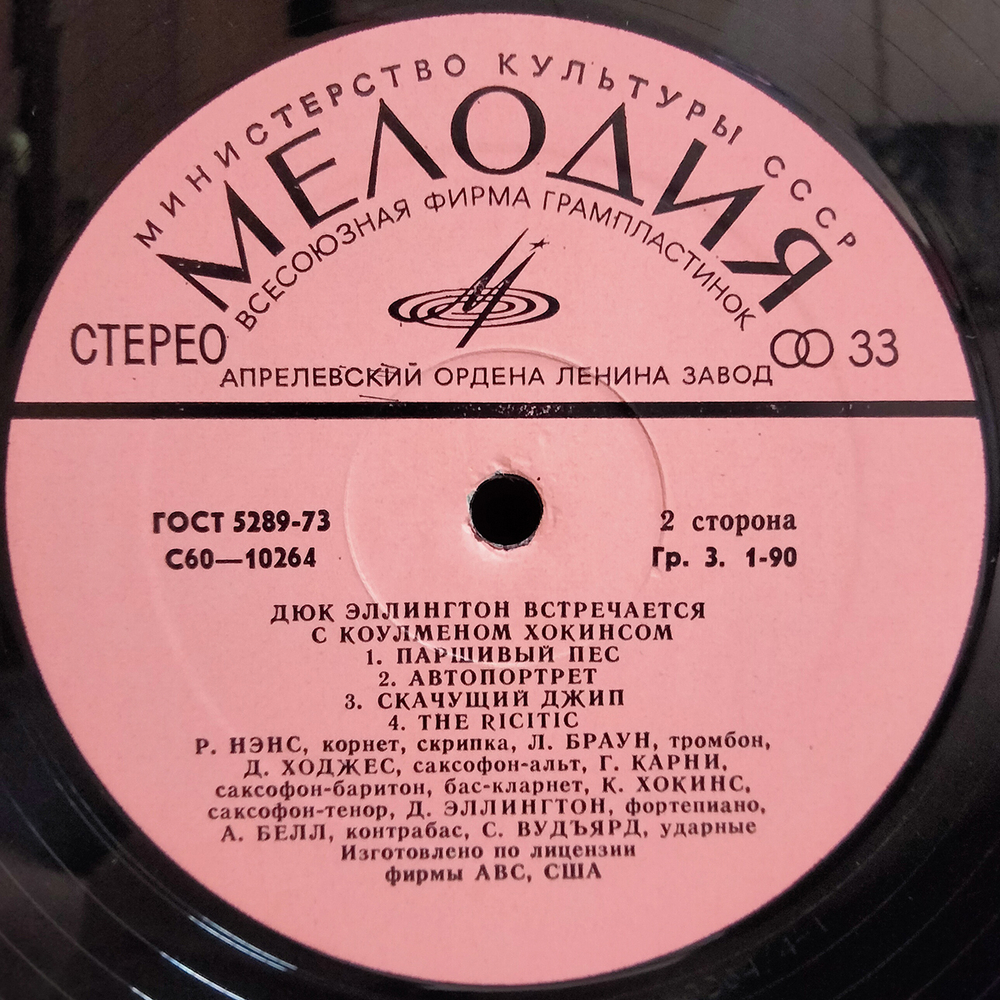 МИНИСТЕРСТВО КУЛЬТУРЫ СССР
МЕЛОДИЯ
ВСЕСОЮЗНАЯ ФИРМА ГРАМПЛАСТИНОК
СТЕРЕО
33
АПРЕЛЕВСКИЙ ОРДЕНА ЛЕНИНА ЗАВОД
ГОСТ 5289-73
2 сторона
С60—10264
Гр. 3. 1-90
ДЮК ЭЛЛИНГТОН ВСТРЕЧАЕТСЯ
С КОУЛМЕНОМ ХОКИНСОМ
1. ПАРШИВЫЙ ПЕС
2. АВТОПОРТРЕТ
3. СКАЧУЩИЙ ДЖИП
4. THE RICITIC
Р. НЭНС, корнет, скрипка, Л. БРАУН, тромбон,
Д. ХОДЖЕС, саксофон-альт, Г. КАРНИ,
саксофон-баритон, бас-кларнет, К. ХОКИНС,
саксофон-тенор, Д. ЭЛЛИНГТОН, фортепиано,
А. БЕЛЛ, контрабас, С. ВУДЪЯРД, ударные
Изготовлено по лицензии
фирмы АВС, США